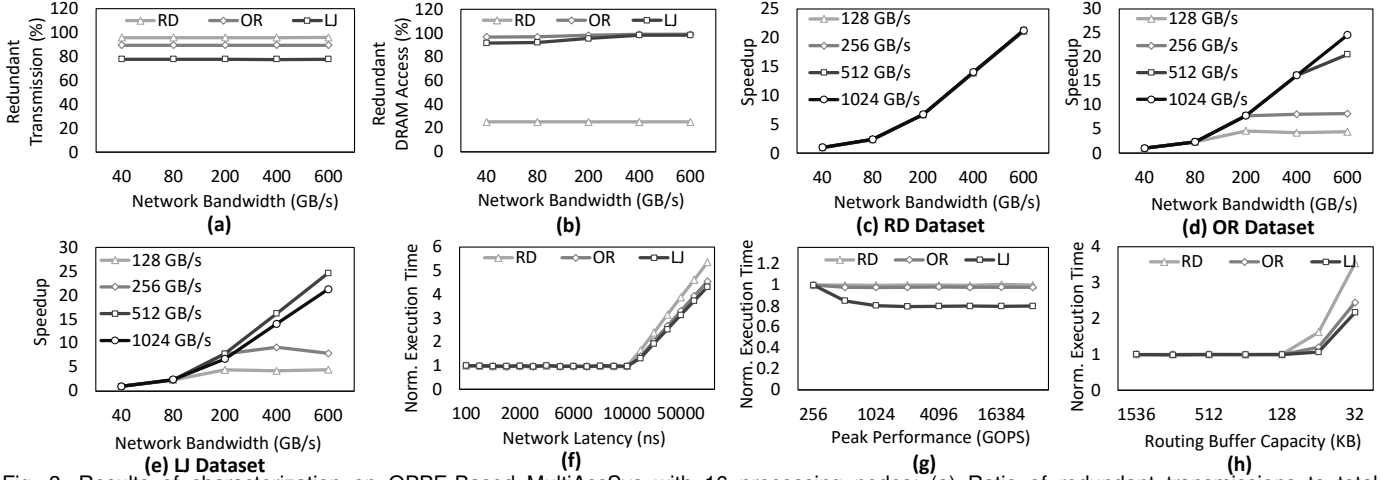 RD OR LJ
Redundant Transmission (%)
120
100
80
60
40
20
0
40 80 200 400 600
Network Bandwidth (GB/s)
(a)
RD OR LJ
Redundant DRAM Access (%)
120
100
80
60
40
20
0
40 80 200 400 600
Network Bandwidth (GB/s)
(b)
128 GB/s
256 GB/s
512 GB/s
1024 GB/s
Speedup
25
20
15
10
5
0
40 80 200 400 600
Network Bandwidth (GB/s)
(c) RD Dataset
128 GB/s
256 GB/s
512 GB/s
1024 GB/s
Speedup
30
25
20
15
10
5
0
40 80 200 400 600
Network Bandwidth (GB/s)
(d) OR Dataset
128 GB/s
256 GB/s
512 GB/s
1024 GB/s
Speedup
30
25
20
15
10
5
0
40 80 200 400 600
Network Bandwidth (GB/s)
(e) LJ Dataset
RD OR LJ
Norm. Execution Time
6
5
4
3
2
1
0
100 2000 6000 10000 50000
Network Latency (ns)
(f)
RD OR LJ
Norm. Execution Time
1.2
1
0.8
0.6
0.4
0.2
0
256 1024 4096 16384
Peak Performance (GOPS)
(g)
RD OR LJ
Norm. Execution Time
4
3
2
1
0
1536 512 128 32
Routing Buffer Capacity (KB)
(h)